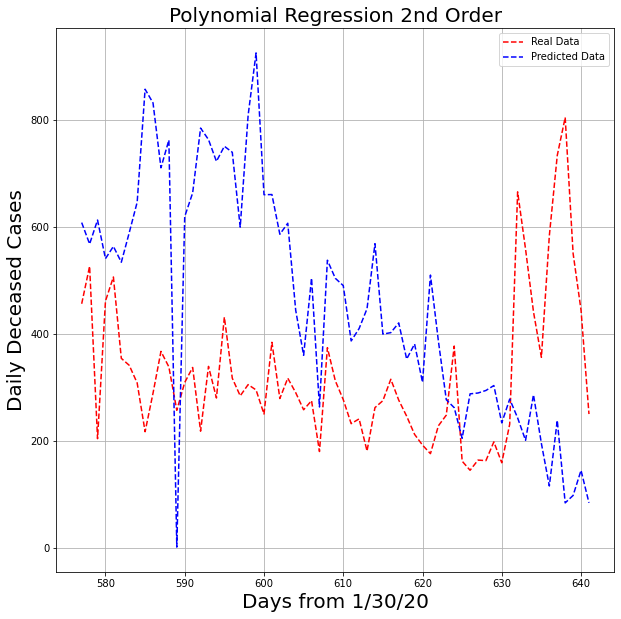 Polynomial Regression 2nd Order
Real Data
Predicted Data
Daily Deceased Cases
800
600
400
200
0
580
590
600
610
620
630
640
Days from 1/30/20